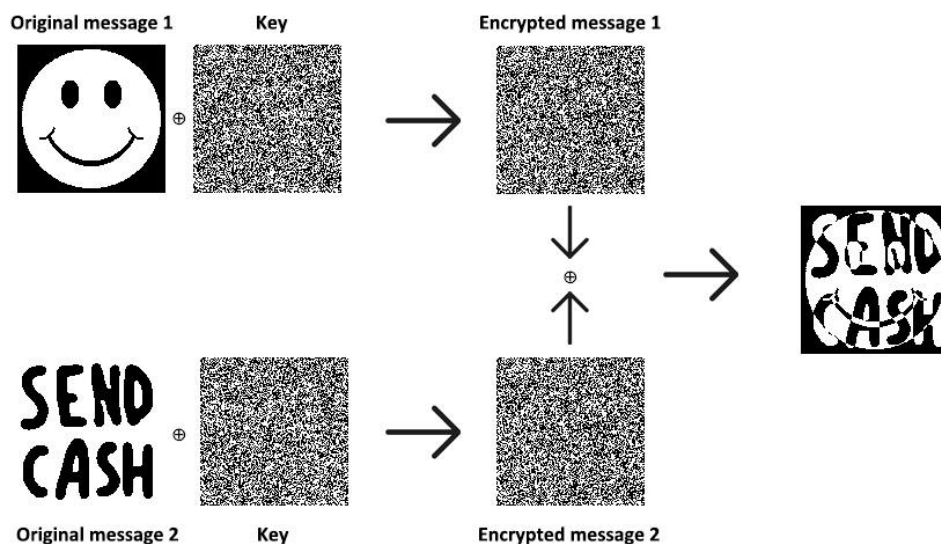 Original message 1 Key Encrypted message 1
⊕
⊕
SEND
CASH
SEND
CASH
⊕
Original message 2 Key Encrypted message 2